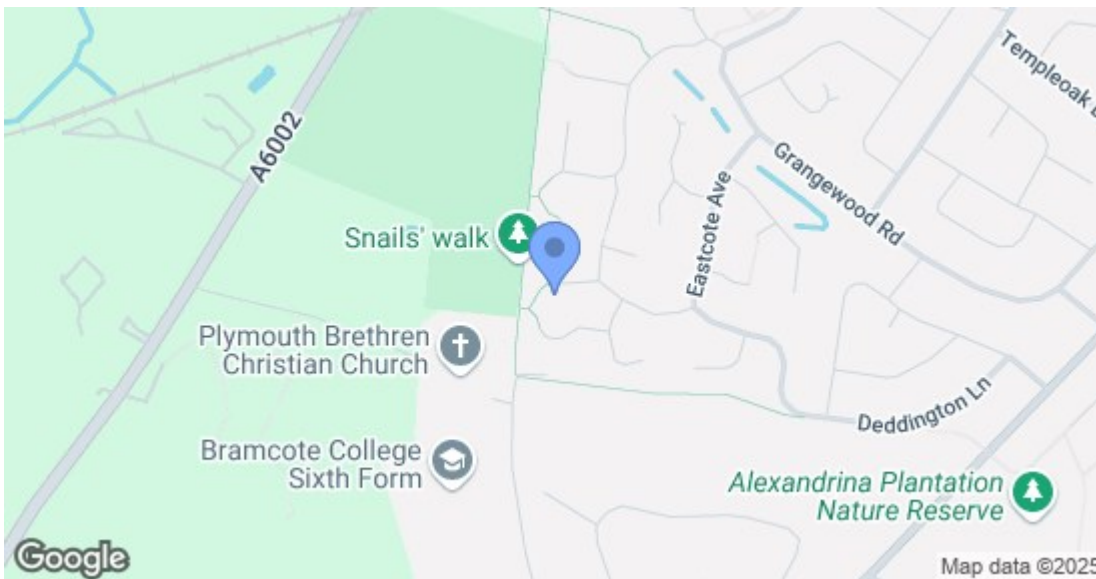 Templeoak
A6002
Grangewood Rd
Eastcote Ave
Snails' walk
Plymouth Brethren
Christian Church
Deddington Ln
Bramcote College
Sixth Form
Alexandrina Plantation
Nature Reserve
Google
Map data ©2025